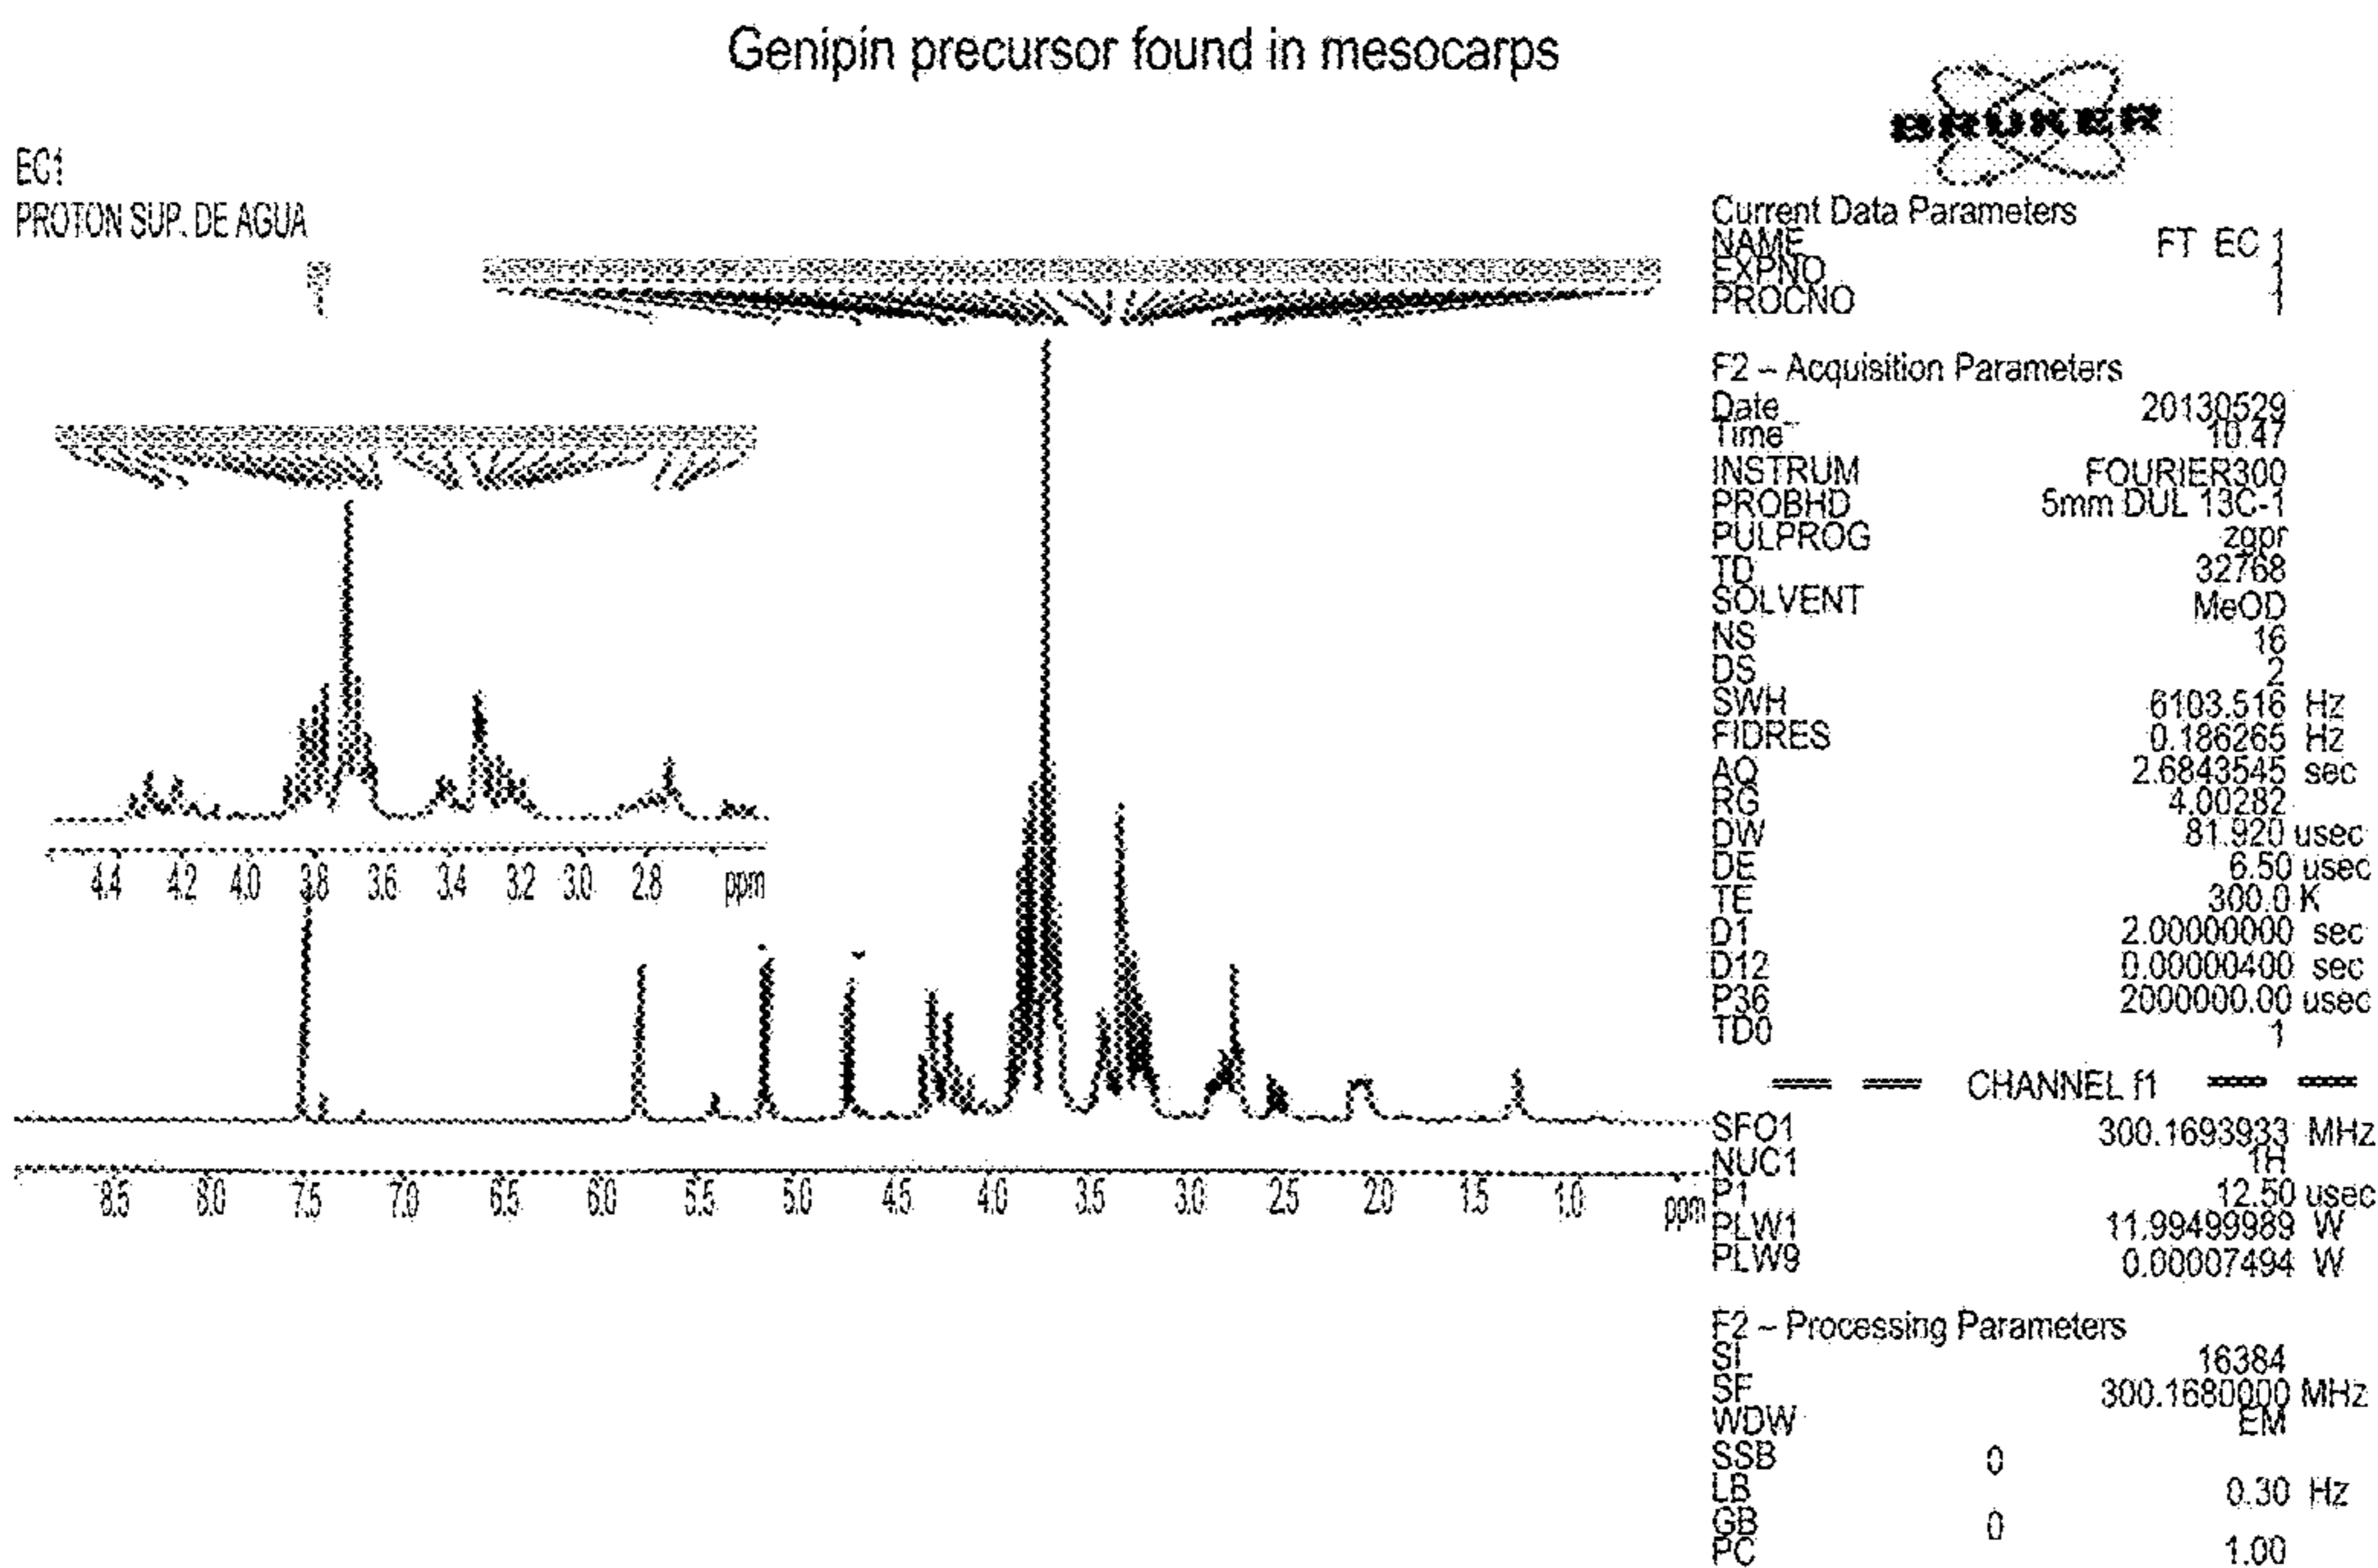 Genipin precursor found in mesocarps
BRUKER
EC1
PROTON SUP. DE AGUA
Current Data Parameters
NAME FT EC 1
EXPNO 1
PROCNO 1
F2 – Acquisition Parameters
Date_ 20130529
Time 10.47
INSTRUM FOURIER300
PROBHD 5mm DUL 13C-1
PULPROG zgpr
TD 32768
SOLVENT MeOD
NS 16
DS 2
SWH 6103.516 Hz
FIDRES 0.186265 Hz
AQ 2.6843545 sec
RG 4.00282
DW 81.920 usec
DE 6.50 usec
TE 300.0 K
D1 2.00000000 sec
D12 0.00000400 sec
P36 2000000.00 usec
TD0 1
CHANNEL f1
SFO1 300.1693933 MHz
NUC1 1H
P1 12.50 usec
PLW1 11.99499989 W
PLW9 0.00007494 W
F2 – Processing Parameters
SI 16384
SF 300.1680000 MHz
WDW EM
SSB 0
LB 0.30 Hz
GB 0
PC 1.00
4.4 4.2 4.0 3.8 3.6 3.4 3.2 3.0 2.8 ppm
8.5 8.0 7.5 7.0 6.5 6.0 5.5 5.0 4.5 4.0 3.5 3.0 2.5 2.0 1.5 1.0 ppm